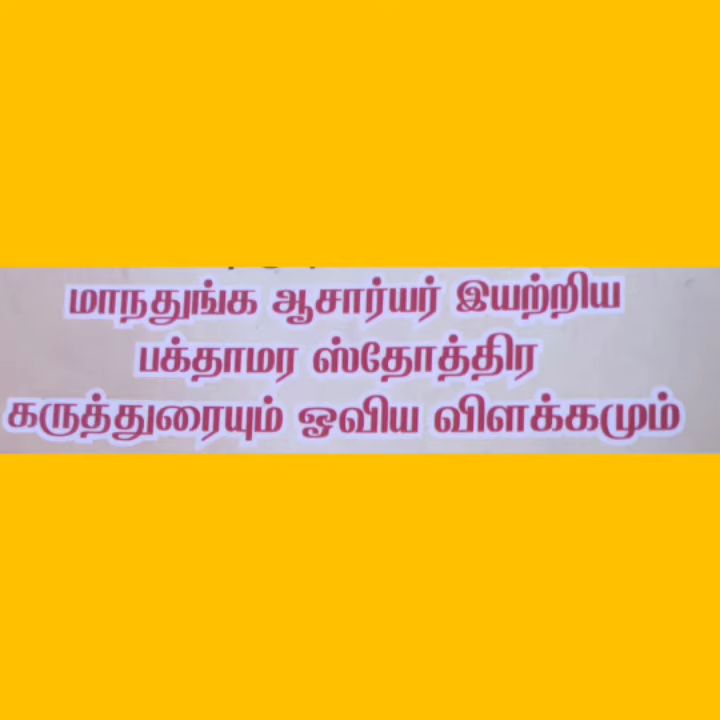 மாநதுங்க ஆசார்யர் இயற்றிய
பக்தாமர ஸ்தோத்திர
கருத்துரையும் ஓவிய விளக்கமும்